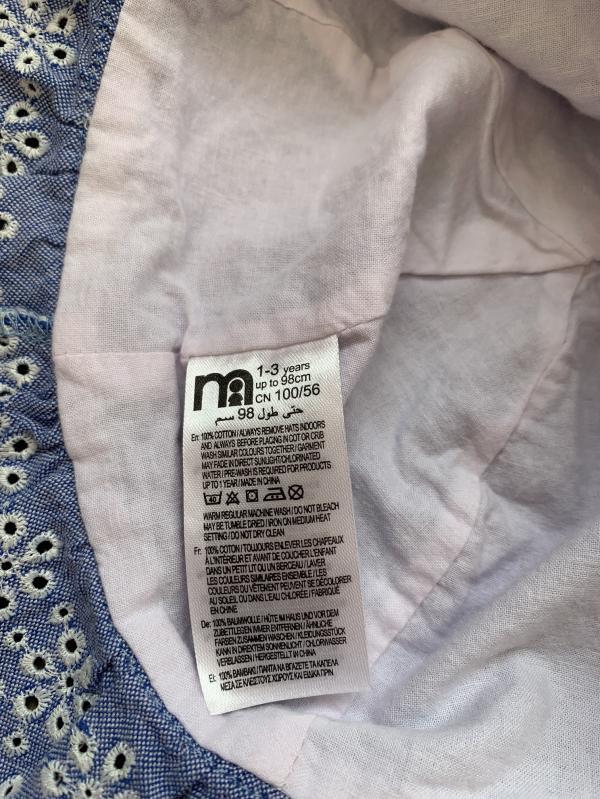 m
1-3 years
up to 98cm
CN 100/56
حتى طول 98 سم
En: 100% COTTON / ALWAYS REMOVE HATS INDOORS
AND ALWAYS BEFORE PLACING IN COT OR CRIB
WASH SIMILAR COLOURS TOGETHER / GARMENT
MAY FADE IN DIRECT SUNLIGHT/CHLORINATED
WATER / PRE-WASH IS REQUIRED FOR PRODUCTS
UP TO 1 YEAR / MADE IN CHINA
40
WARM REGULAR MACHINE WASH / DO NOT BLEACH
MAY BE TUMBLE DRIED / IRON ON MEDIUM HEAT
SETTING / DO NOT DRY CLEAN
Fr: 100% COTON / TOUJOURS ENLEVER LES CHAPEAUX
À L'INTÉRIEUR ET AVANT DE COUCHER L'ENFANT
DANS UN PETIT LIT OU UN BERCEAU / LAVER
LES COULEURS SIMILAIRES ENSEMBLE / LES
COULEURS DU VÊTEMENT PEUVENT SE DÉCOLORER
AU SOLEIL OU DANS L'EAU CHLORÉE / FABRIQUÉ
EN CHINE
De: 100% BAUMWOLLE / HÜTE IM HAUS UND VOR DEM
ZUBETTLEGEN IMMER ENTFERNEN / ÄHNLICHE
FARBEN ZUSAMMEN WASCHEN / KLEIDUNGSSTÜCK
KANN IN DIREKTEM SONNENLICHT / CHLORWASSER
VERBLASSEN / HERGESTELLT IN CHINA
El: 100% ΒΑΜΒΑΚΙ / ΠΑΝΤΑ ΝΑ ΒΓΑΖΕΤΕ ΤΑ ΚΑΠΕΛΑ
ΜΕΣΑ ΣΕ ΚΛΕΙΣΤΟΥΣ ΧΩΡΟΥΣ ΚΑΙ ΕΙΔΙΚΑ ΠΡΙΝ